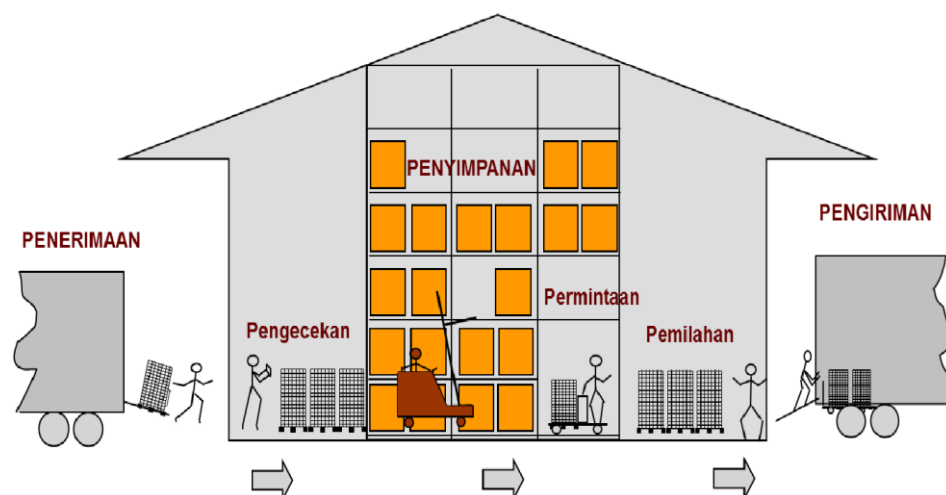 PENERIMAAN
Pengecekan
PENYIMPANAN
Permintaan
Pemilahan
PENGIRIMAN